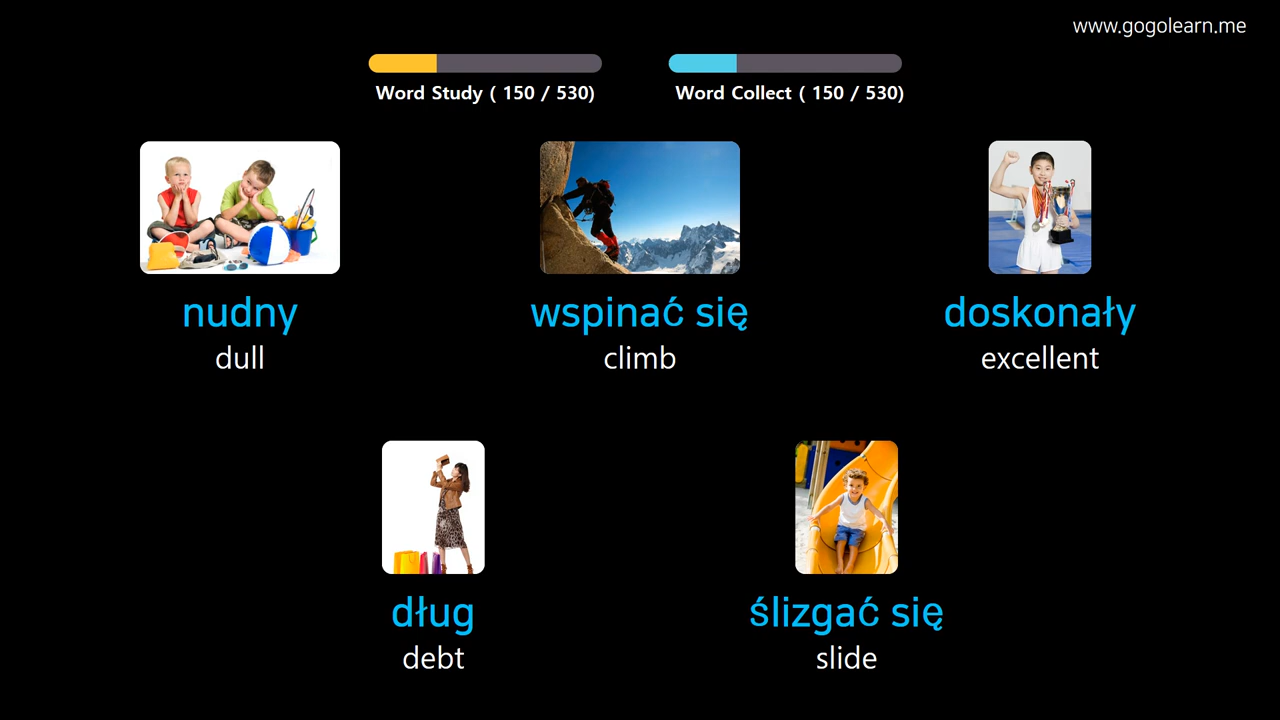 www.gogolearn.me
Word Study ( 150 / 530)
Word Collect ( 150 / 530)
nudny
dull
wspinać się
climb
doskonały
excellent
dług
debt
ślizgać się
slide